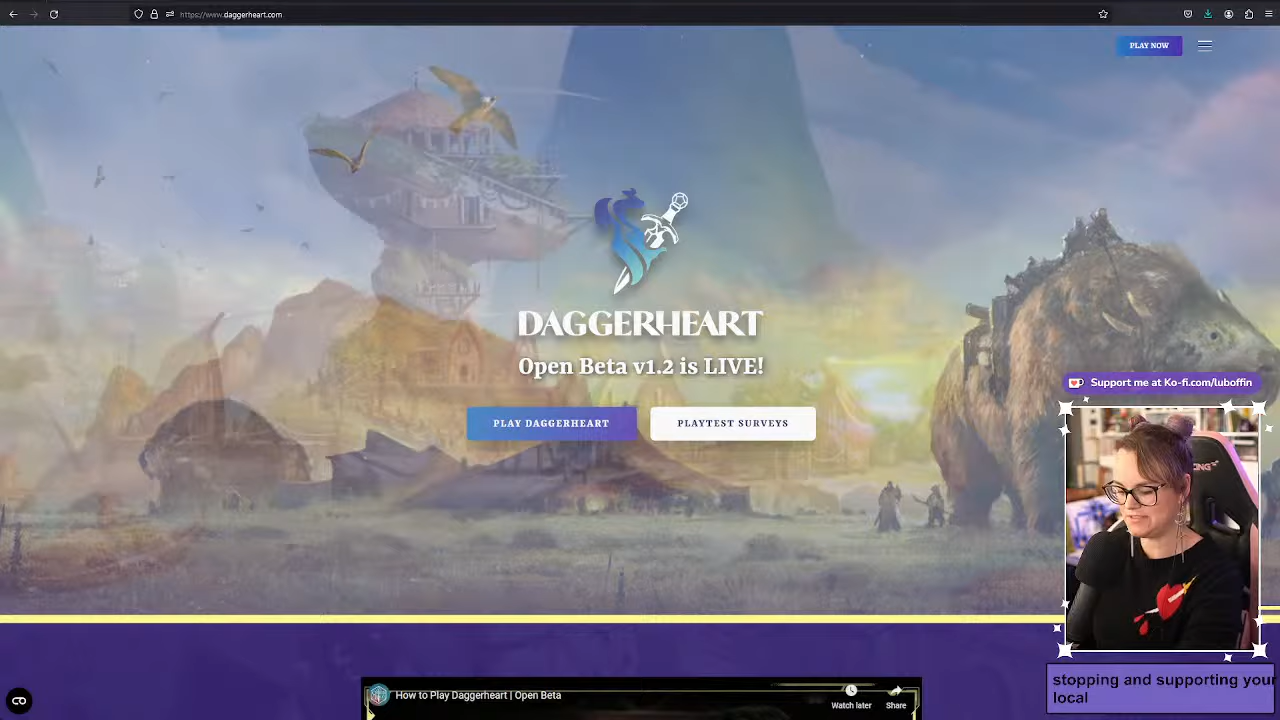 https://www.daggerheart.com
PLAY NOW
DAGGERHEART
Open Beta v1.2 is LIVE!
PLAY DAGGERHEART
PLAYTEST SURVEYS
Support me at Ko-fi.com/luboffin
stopping and supporting your
local
How to Play Daggerheart | Open Beta
Watch later
Share